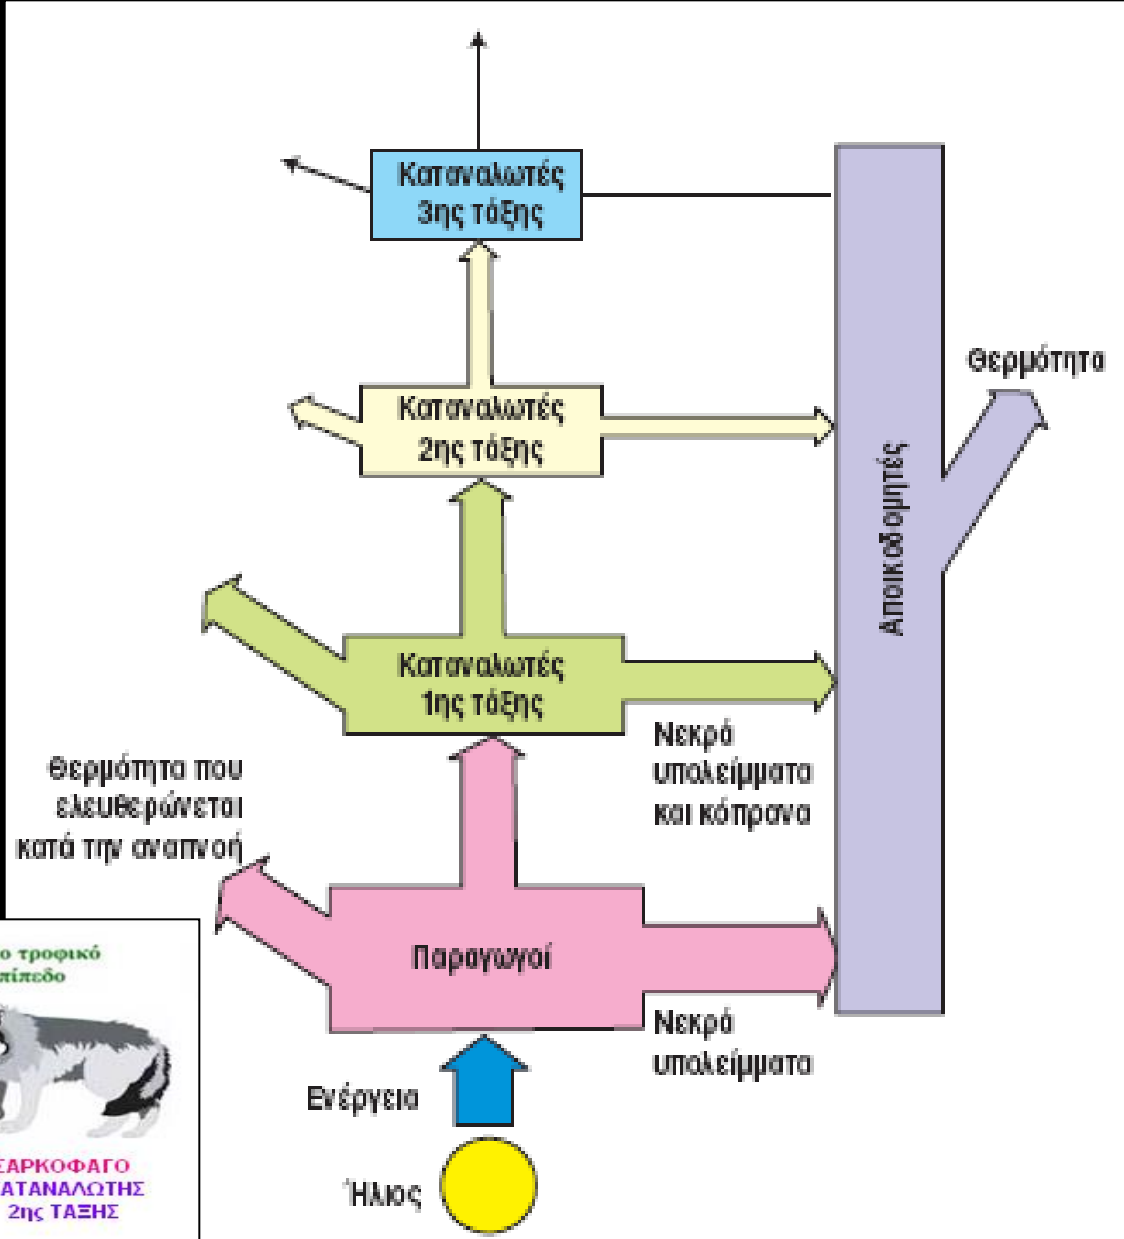 Καταναλωτές
3ης τάξης
Θερμότητα
Καταναλωτές
2ης τάξης
Αποικοδομητές
Καταναλωτές
1ης τάξης
Νεκρά
υπολείμματα
και κόπρανα
Θερμότητα που
ελευθερώνεται
κατά την αναπνοή
Παραγωγοί
Νεκρά
υπολείμματα
Ενέργεια
Ήλιος
ο τροφικό
πίπεδο
ΣΑΡΚΟΦΑΓΟ
ΑΤΑΝΑΛΩΤΗΣ
2ης ΤΑΞΗΣ